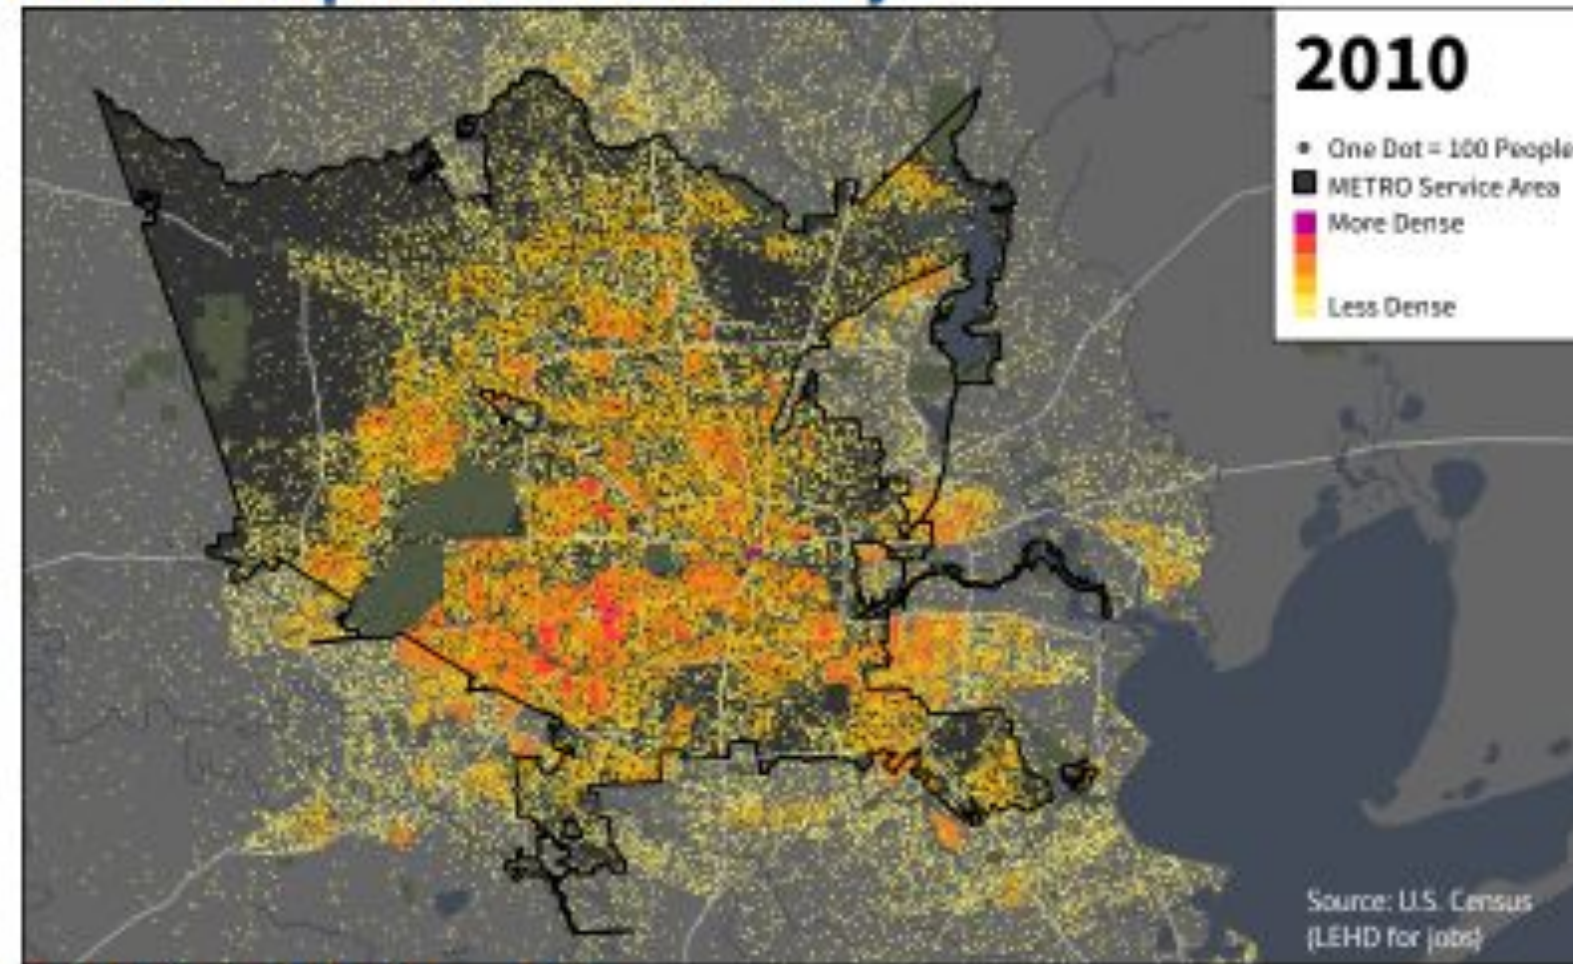 2010
One Dot = 100 People
METRO Service Area
More Dense
Less Dense
Source: U.S. Census
(LEHD for jobs)